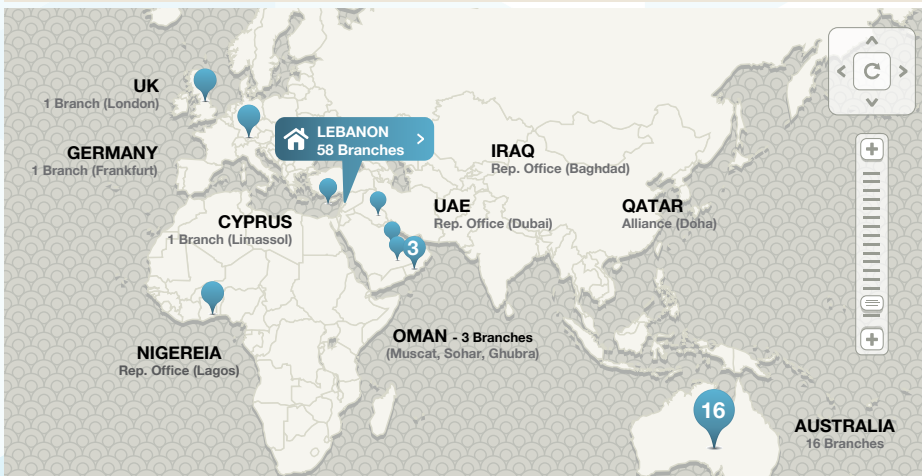 UK
1 Branch (London)
GERMANY
1 Branch (Frankfurt)
LEBANON
58 Branches
IRAQ
Rep. Office (Baghdad)
CYPRUS
1 Branch (Limassol)
UAE
Rep. Office (Dubai)
QATAR
Alliance (Doha)
3
OMAN - 3 Branches
(Muscat, Sohar, Ghubra)
NIGEREIA
Rep. Office (Lagos)
16
AUSTRALIA
16 Branches